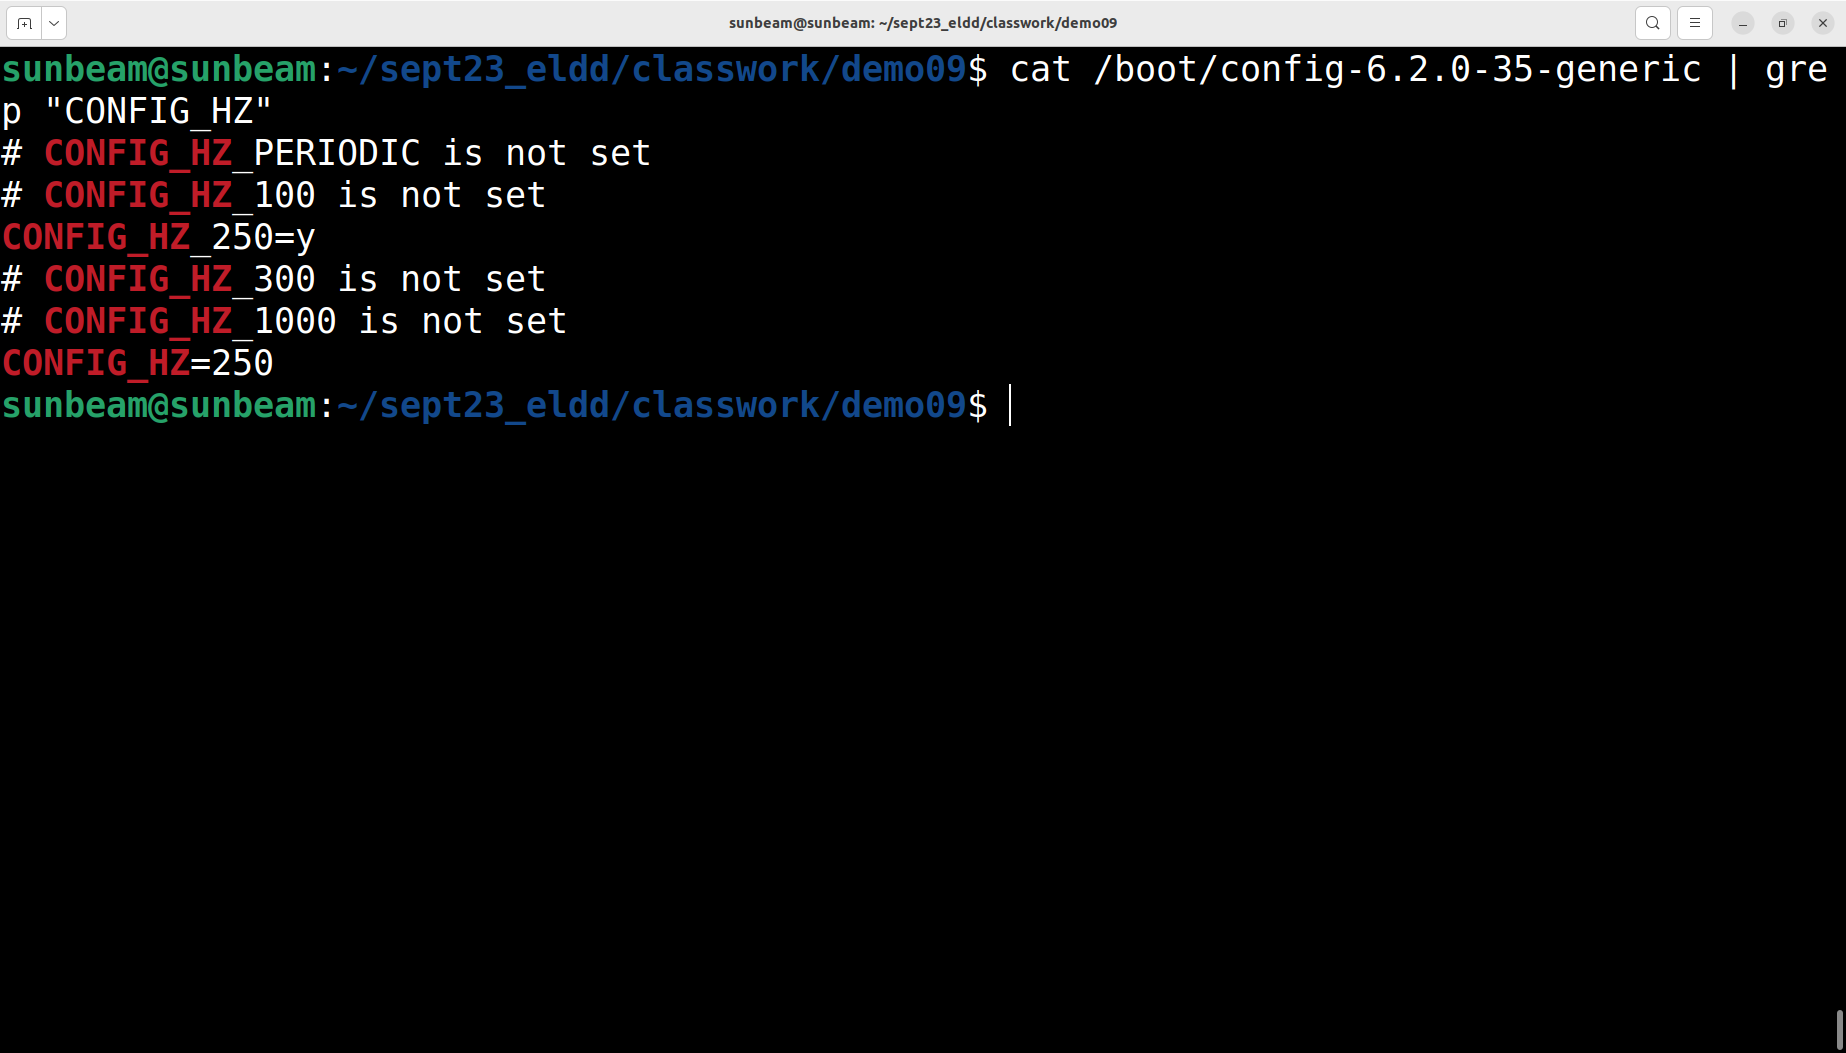 sunbeam@sunbeam: ~/sept23_eldd/classwork/demo09
sunbeam@sunbeam:~/sept23_eldd/classwork/demo09$ cat /boot/config-6.2.0-35-generic | gre
p "CONFIG_HZ"
# CONFIG_HZ_PERIODIC is not set
# CONFIG_HZ_100 is not set
CONFIG_HZ_250=y
# CONFIG_HZ_300 is not set
# CONFIG_HZ_1000 is not set
CONFIG_HZ=250
sunbeam@sunbeam:~/sept23_eldd/classwork/demo09$